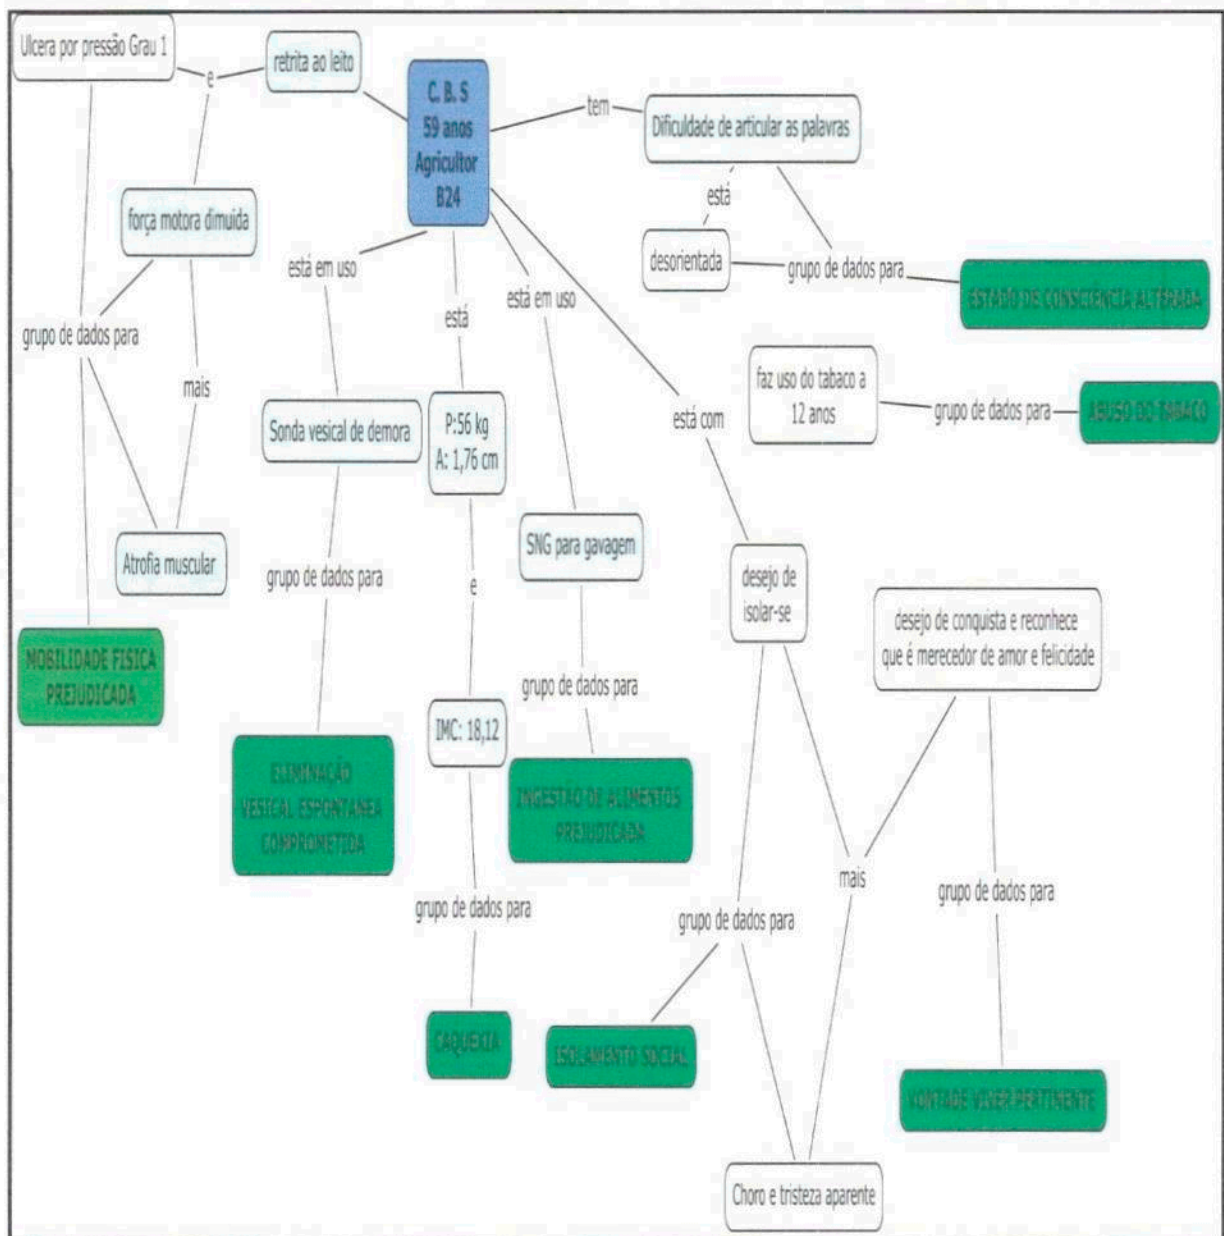 Ulcera por pressão Grau 1
e
retrita ao leito
C. B. S
59 anos
Agricultor
B24
tem
Dificuldade de articular as palavras
está
desorientada
grupo de dados para
ESTADO DE CONSCIÊNCIA ALTERADA
força motora dimuida
grupo de dados para
mais
Atrofia muscular
MOBILIDADE FISICA
PREJUDICADA
está em uso
Sonda vesical de demora
grupo de dados para
ELIMINAÇÃO
VESICAL ESPONTANEA
COMPROMETIDA
está
P:56 kg
A: 1,76 cm
e
IMC: 18,12
grupo de dados para
CAQUEXIA
está em uso
SNG para gavagem
grupo de dados para
INGESTÃO DE ALIMENTOS
PREJUDICADA
faz uso do tabaco a
12 anos
grupo de dados para
ABUSO DO TABACO
está com
desejo de
isolar-se
grupo de dados para
ISOLAMENTO SOCIAL
mais
desejo de conquista e reconhece
que é merecedor de amor e felicidade
grupo de dados para
VONTADE VIVER PERTIMENTE
Choro e tristeza aparente